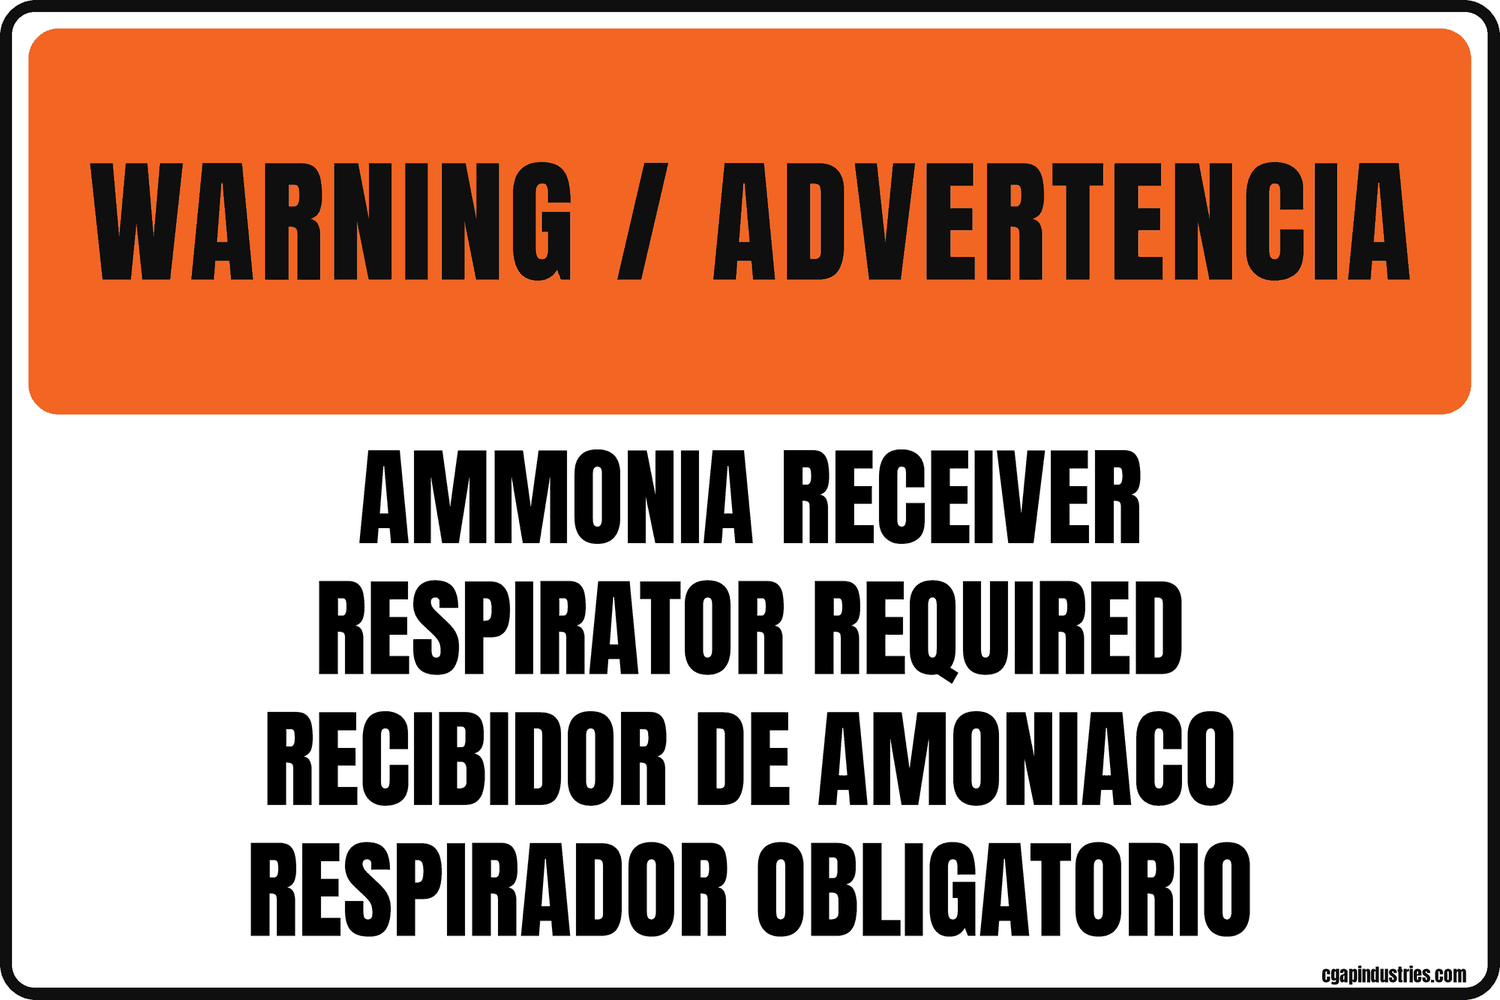 WARNING / ADVERTENCIA
AMMONIA RECEIVER
RESPIRATOR REQUIRED
RECIBIDOR DE AMONIACO
RESPIRADOR OBLIGATORIO
cgapindustries.com